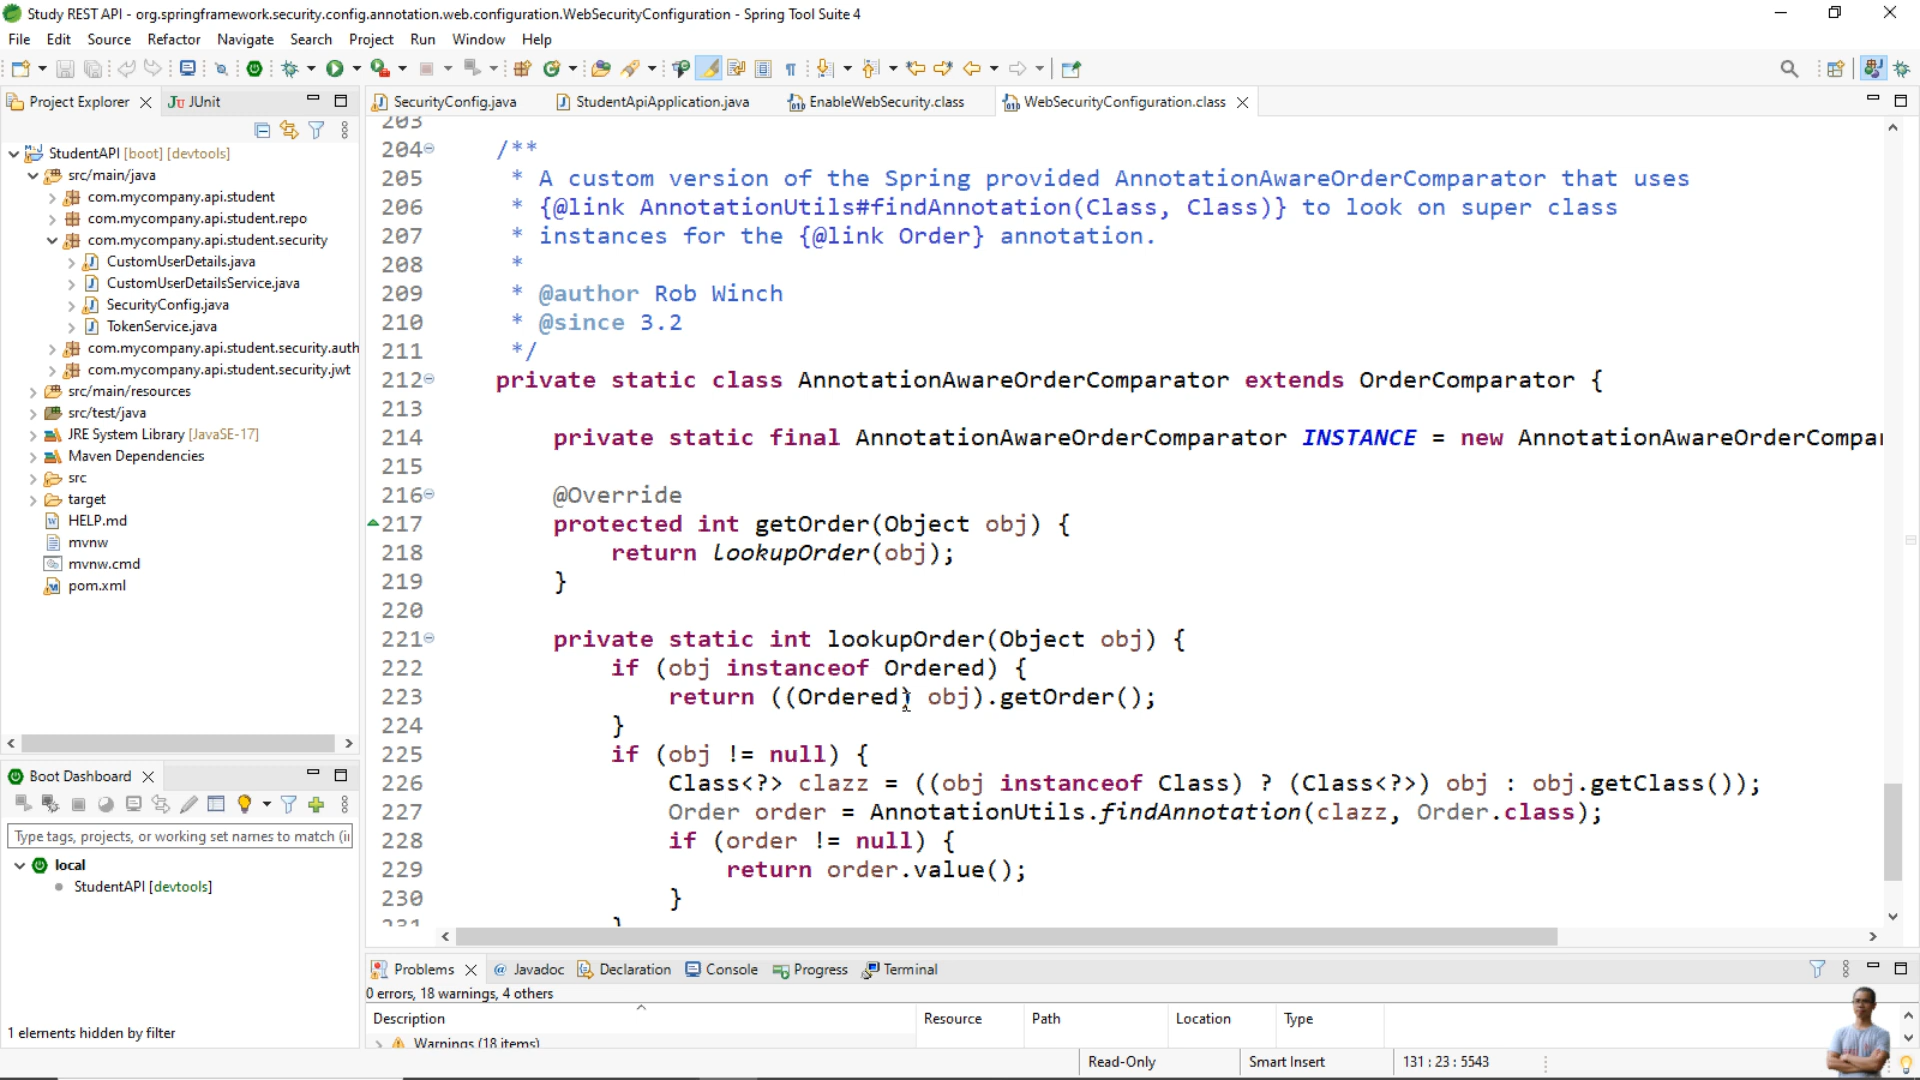 Study REST API - org.springframework.security.config.annotation.web.configuration.WebSecurityConfiguration - Spring Tool Suite 4
File Edit Source Refactor Navigate Search Project Run Window Help
Project Explorer JUnit
SecurityConfig.java StudentApiApplication.java EnableWebSecurity.class WebSecurityConfiguration.class
StudentAPI [boot] [devtools]
src/main/java
com.mycompany.api.student
com.mycompany.api.student.repo
com.mycompany.api.student.security
CustomUserDetails.java
CustomUserDetailsService.java
SecurityConfig.java
TokenService.java
com.mycompany.api.student.security.auth
com.mycompany.api.student.security.jwt
src/main/resources
src/test/java
JRE System Library [JavaSE-17]
Maven Dependencies
src
target
HELP.md
mvnw
mvnw.cmd
pom.xml
203
204 /**
205 * A custom version of the Spring provided AnnotationAwareOrderComparator that uses
206 * {@link AnnotationUtils#findAnnotation(Class, Class)} to look on super class
207 * instances for the {@link Order} annotation.
208 *
209 * @author Rob Winch
210 * @since 3.2
211 */
212 private static class AnnotationAwareOrderComparator extends OrderComparator {
213
214 private static final AnnotationAwareOrderComparator INSTANCE = new AnnotationAwareOrderCompar
215
216 @Override
217 protected int getOrder(Object obj) {
218 return lookupOrder(obj);
219 }
220
221 private static int lookupOrder(Object obj) {
222 if (obj instanceof Ordered) {
223 return ((Ordered) obj).getOrder();
224 }
225 if (obj != null) {
226 Class<?> clazz = ((obj instanceof Class) ? (Class<?>) obj : obj.getClass());
227 Order order = AnnotationUtils.findAnnotation(clazz, Order.class);
228 if (order != null) {
229 return order.value();
230 }
231 }
Boot Dashboard
Type tags, projects, or working set names to match (i
local
StudentAPI [devtools]
1 elements hidden by filter
Problems Javadoc Declaration Console Progress Terminal
0 errors, 18 warnings, 4 others
Description Resource Path Location Type
Warnings (18 items)
Read-Only Smart Insert 131 : 23 : 5543